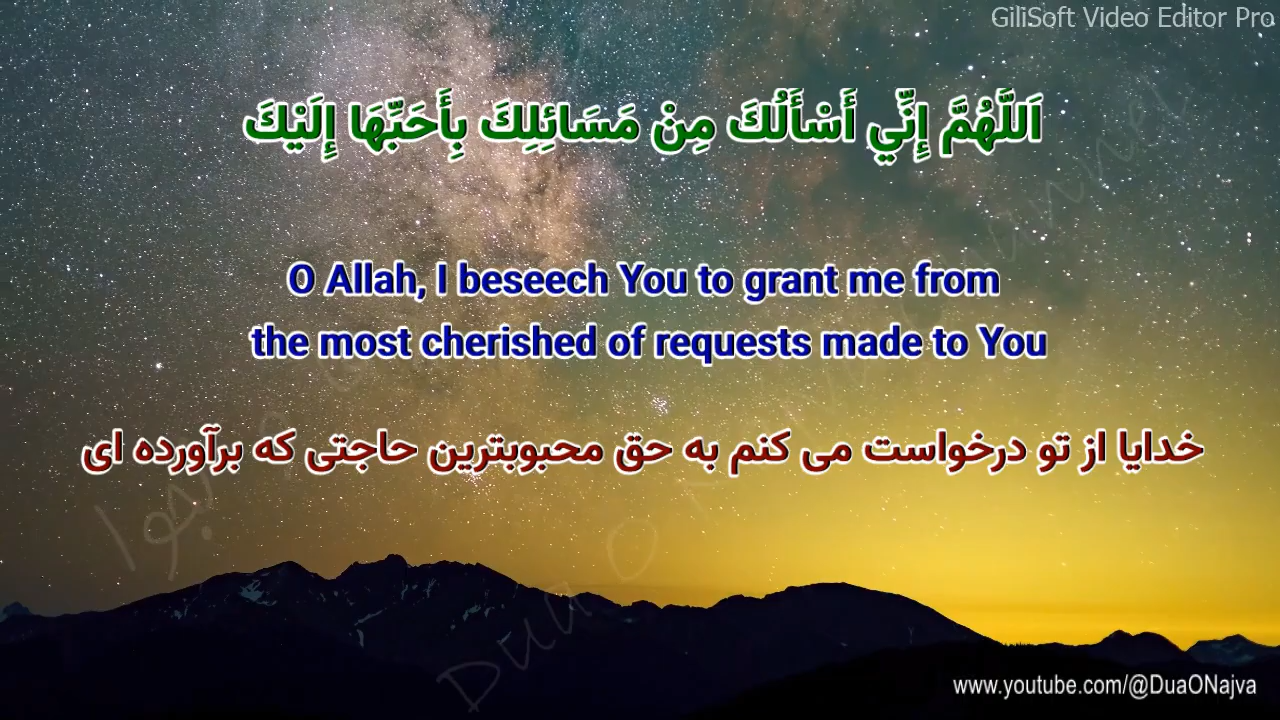 GiliSoft Video Editor Pro
اَللَّهُمَّ إِنِّي أَسْأَلُكَ مِنْ مَسَائِلِكَ بِأَحَبِّهَا إِلَيْكَ
O Allah, I beseech You to grant me from
the most cherished of requests made to You
خدایا از تو درخواست می کنم به حق محبوبترین حاجتی که برآورده ای
www.youtube.com/@DuaONajva